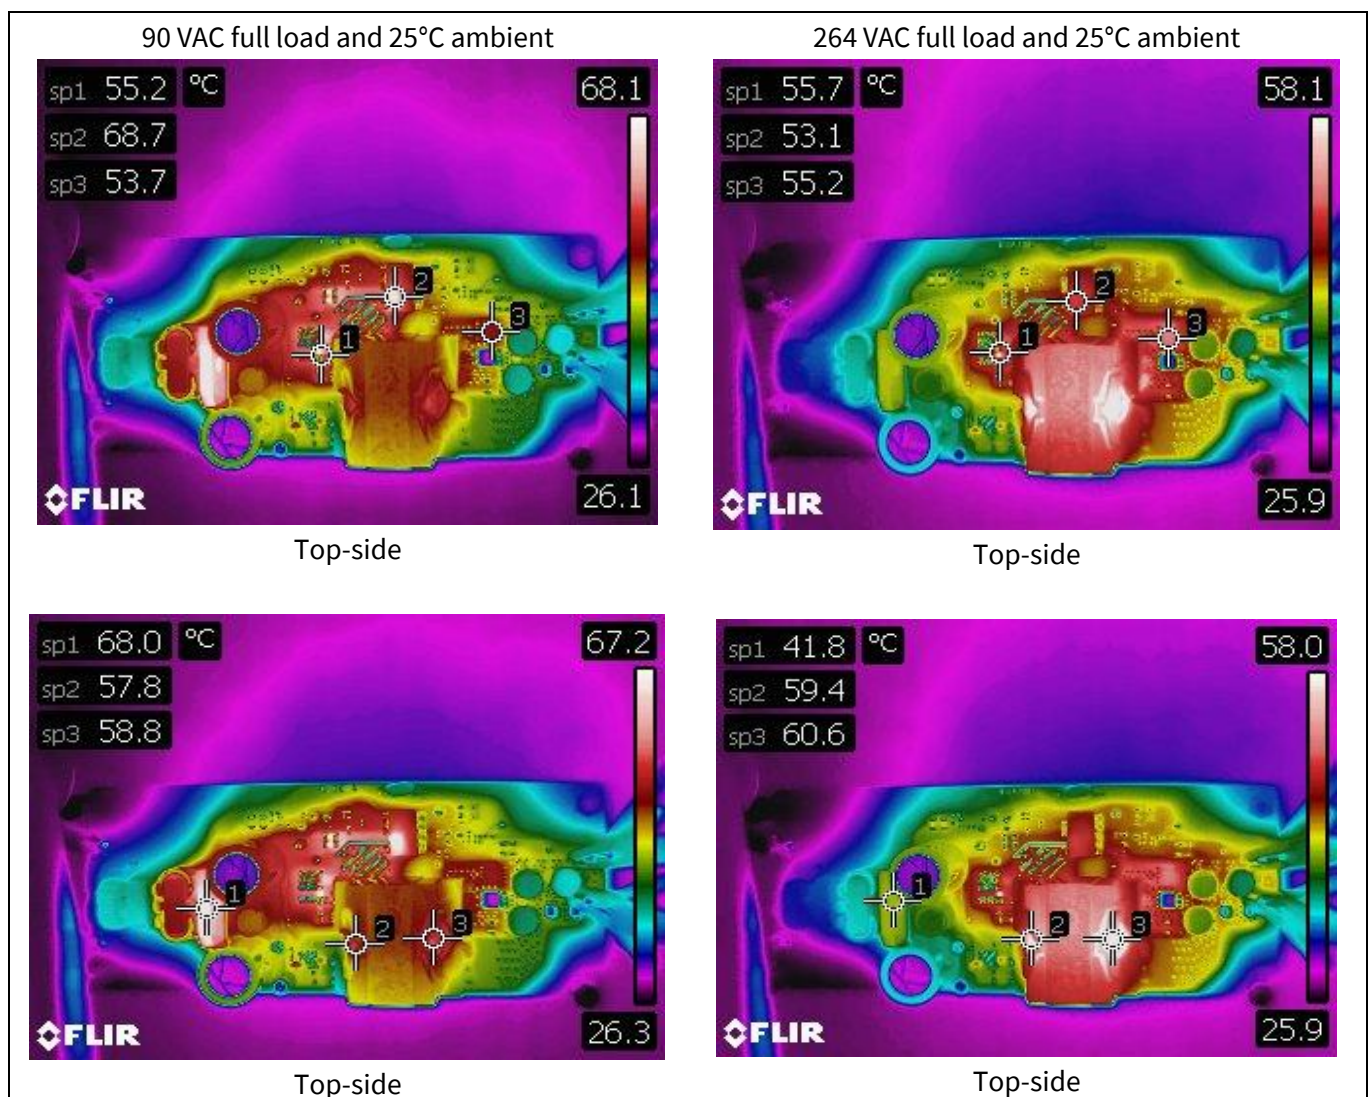 90 VAC full load and 25°C ambient
264 VAC full load and 25°C ambient
sp1 55.2 °C
68.1
sp2 68.7
sp3 53.7
1
2
3
26.1
FLIR
Top-side
sp1 55.7 °C
58.1
sp2 53.1
sp3 55.2
1
2
3
25.9
FLIR
Top-side
sp1 68.0 °C
67.2
sp2 57.8
sp3 58.8
1
2
3
26.3
FLIR
Top-side
sp1 41.8 °C
58.0
sp2 59.4
sp3 60.6
1
2
3
25.9
FLIR
Top-side